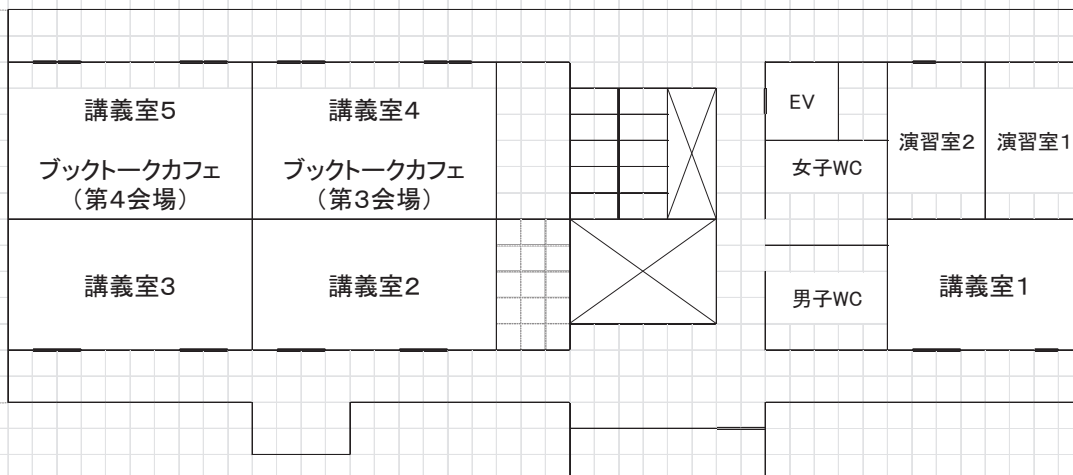 講義室5
ブックトークカフェ
（第4会場）
講義室4
ブックトークカフェ
（第3会場）
EV
演習室2
演習室1
女子WC
講義室3
講義室2
男子WC
講義室1